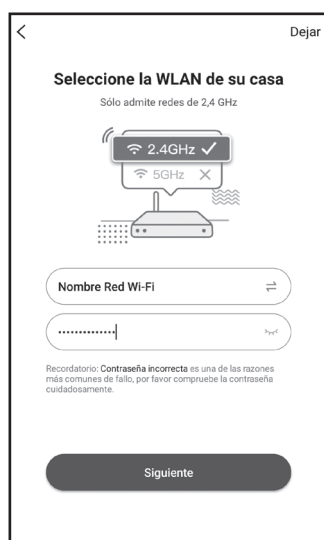 Dejar
Seleccione la WLAN de su casa
Sólo admite redes de 2,4 GHz
2.4GHz
5GHz
Nombre Red Wi-Fi
Recordatorio: Contraseña incorrecta es una de las razones
más comunes de fallo, por favor compruebe la contraseña
cuidadosamente.
Siguiente